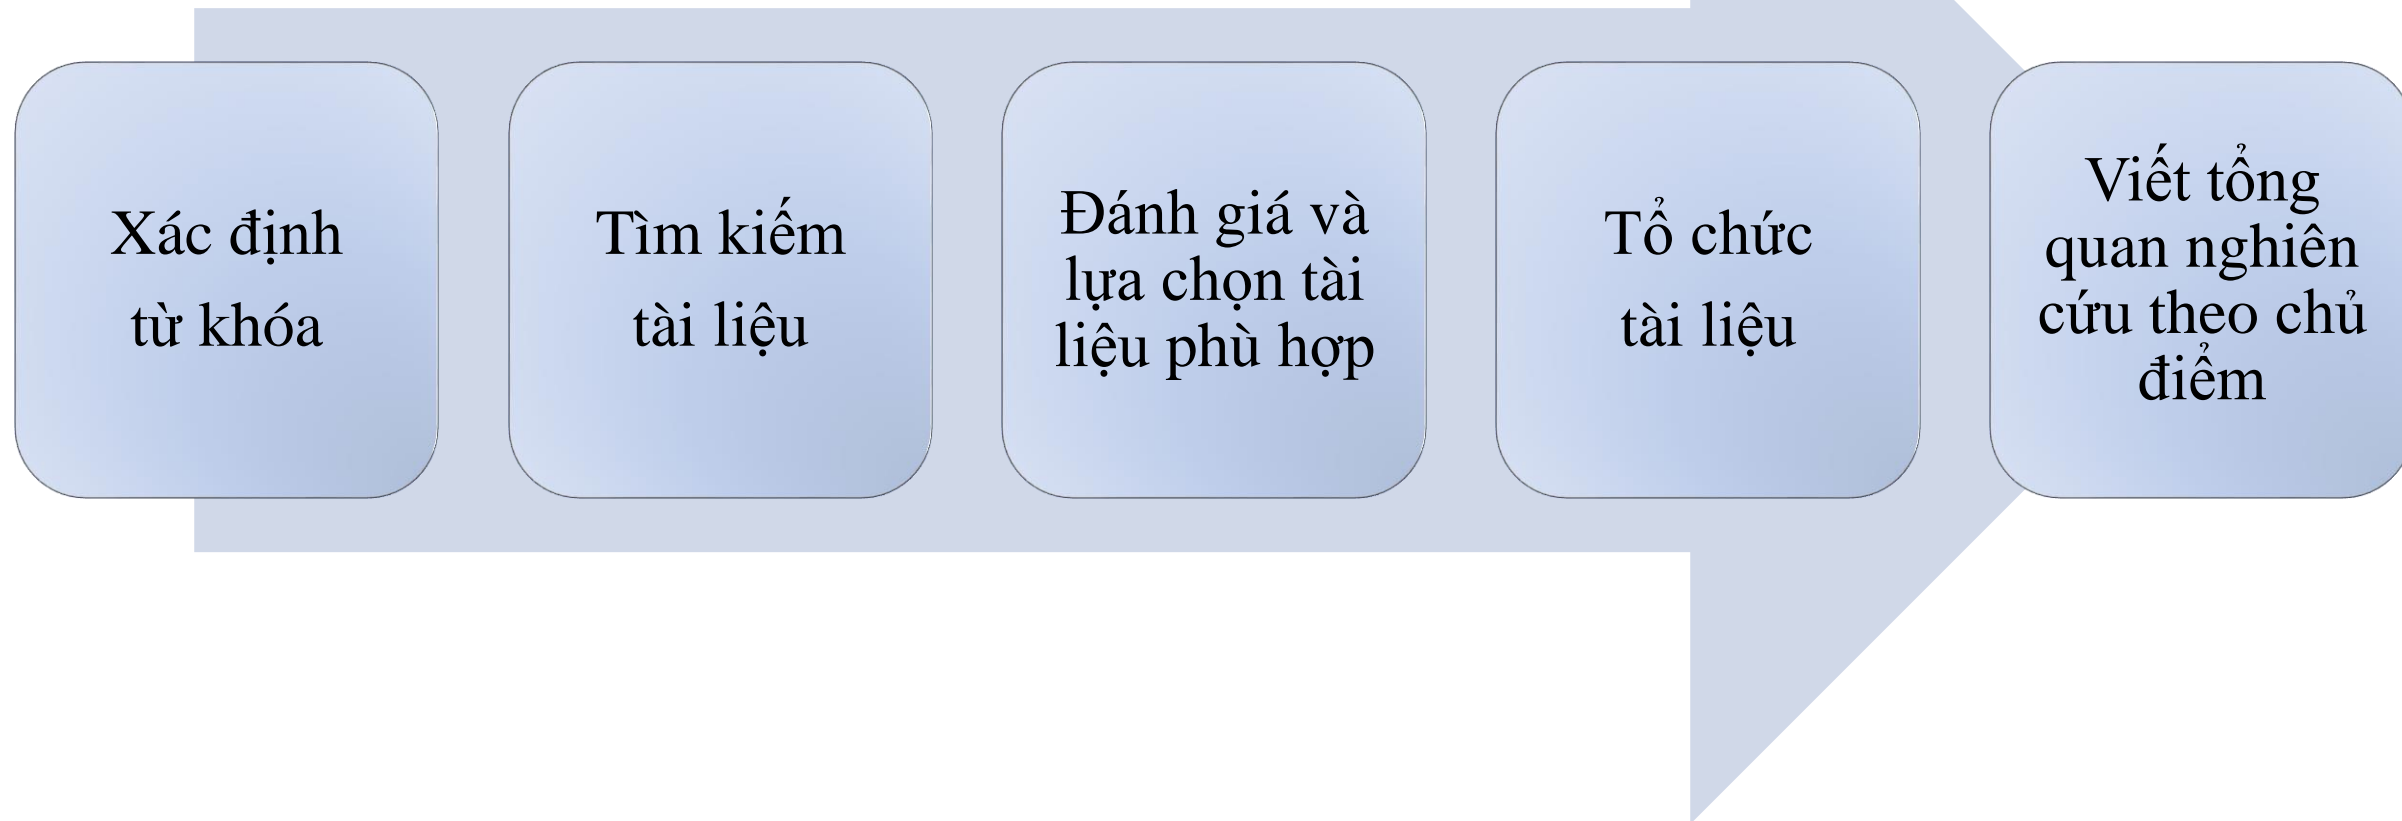 Xác định
từ khóa
Tìm kiếm
tài liệu
Đánh giá và
lựa chọn tài
liệu phù hợp
Tổ chức
tài liệu
Viết tổng
quan nghiên
cứu theo chủ
điểm